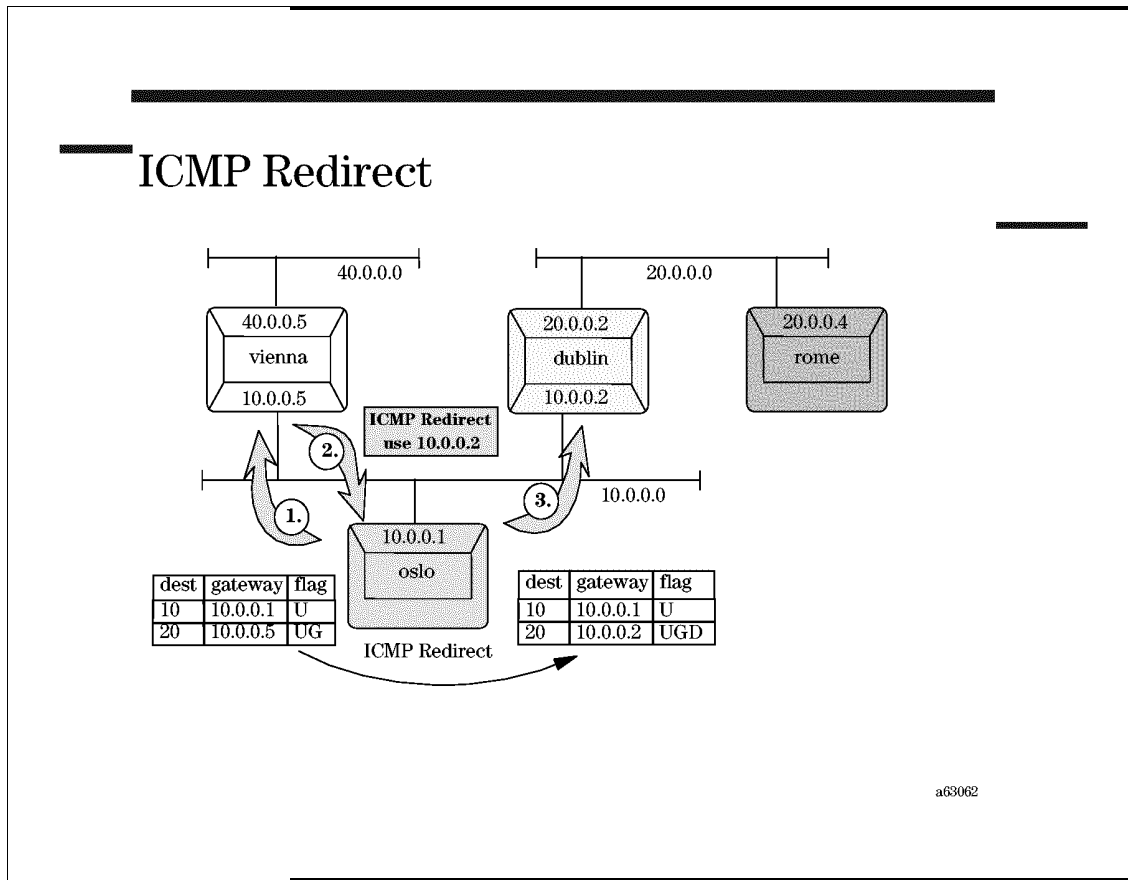 ICMP Redirect
40.0.0.0
20.0.0.0
40.0.0.5
vienna
10.0.0.5
20.0.0.2
dublin
10.0.0.2
20.0.0.4
rome
ICMP Redirect
use 10.0.0.2
2.
1.
3.
10.0.0.0
10.0.0.1
oslo
ICMP Redirect
dest gateway flag
10 10.0.0.1 U
20 10.0.0.5 UG
dest gateway flag
10 10.0.0.1 U
20 10.0.0.2 UGD
a63062